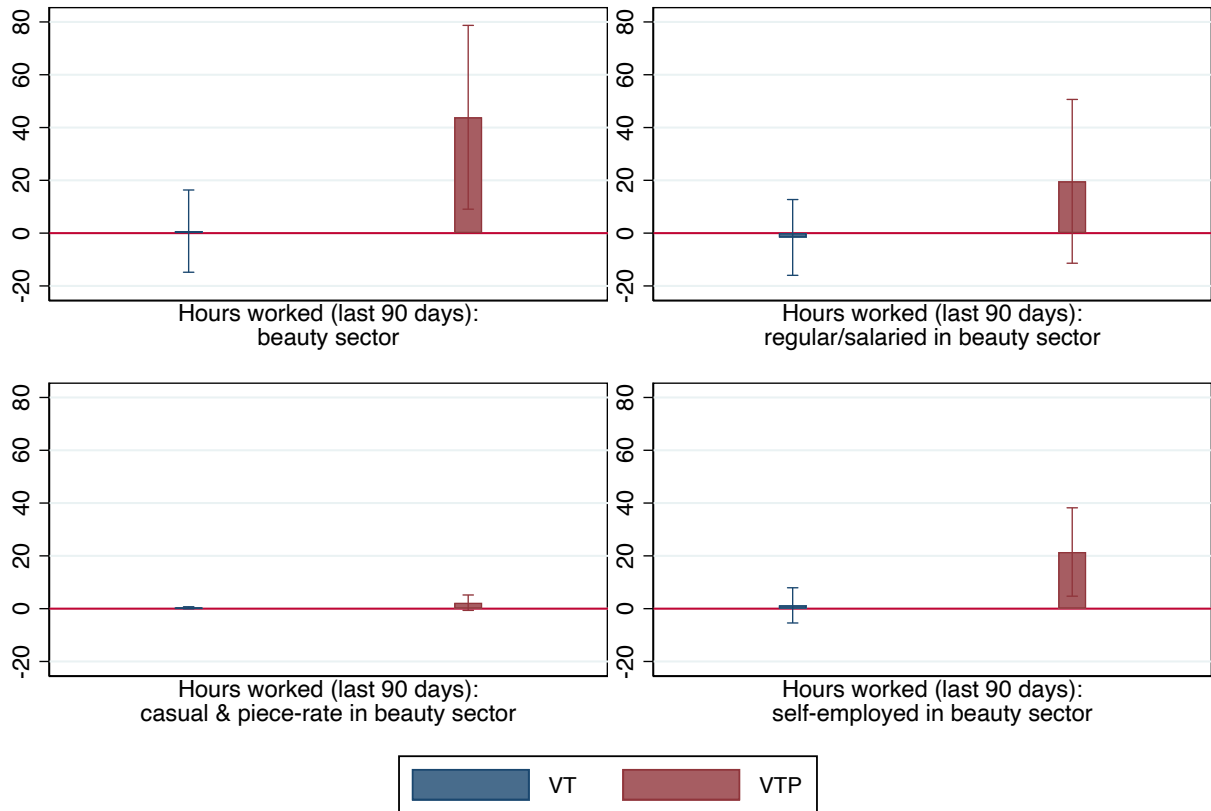 80
60
40
20
0
-20
Hours worked (last 90 days):
beauty sector
80
60
40
20
0
-20
Hours worked (last 90 days):
regular/salaried in beauty sector
80
60
40
20
0
-20
Hours worked (last 90 days):
casual & piece-rate in beauty sector
80
60
40
20
0
-20
Hours worked (last 90 days):
self-employed in beauty sector
VT VTP